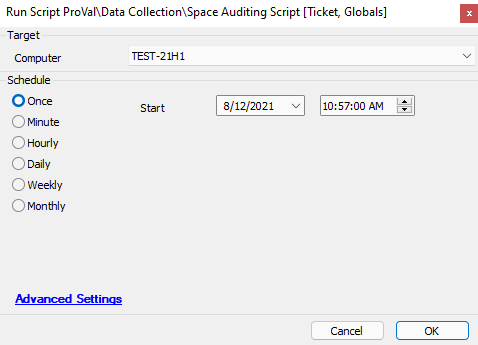 Run Script ProVal\Data Collection\Space Auditing Script [Ticket, Globals]
x
Target
Computer TEST-21H1
Schedule
Once Start 8/12/2021 10:57:00 AM
Minute
Hourly
Daily
Weekly
Monthly
Advanced Settings
Cancel OK